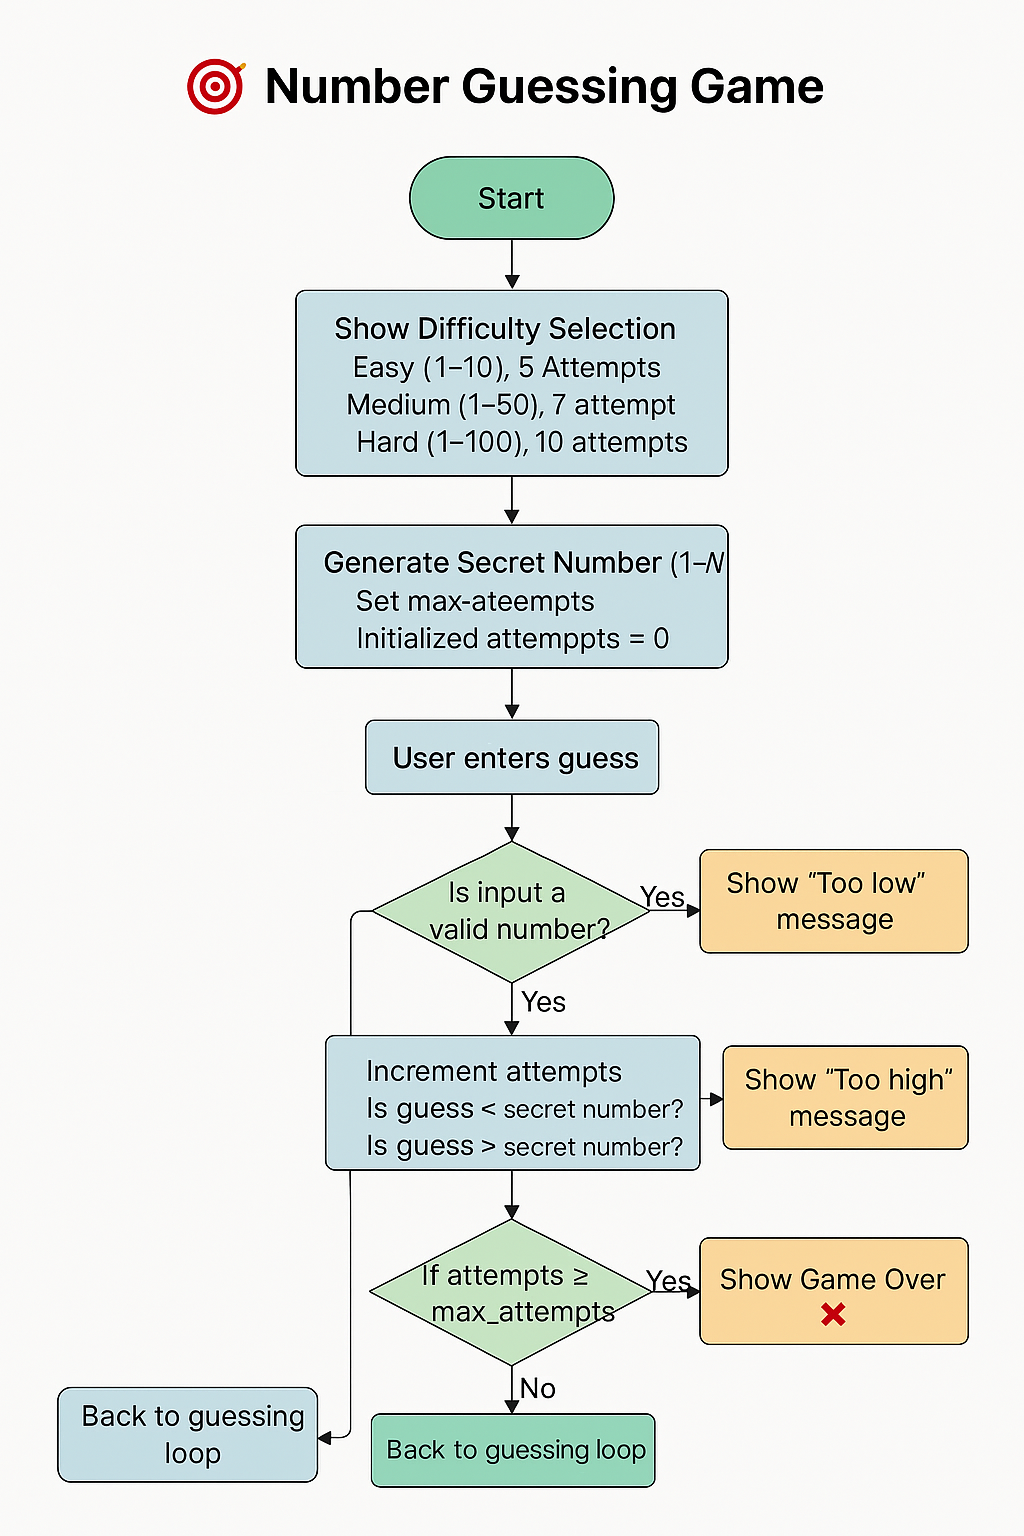 Number Guessing Game
Start
Show Difficulty Selection
Easy (1–10), 5 Attempts
Medium (1–50), 7 attempt
Hard (1–100), 10 attempts
Generate Secret Number (1–N
Set max-ateempts
Initialized attemppts = 0
User enters guess
Is input a
valid number?
Yes
Show "Too low"
message
Yes
Increment attempts
Is guess < secret number?
Is guess > secret number?
Show "Too high"
message
If attempts ≥
max_attempts
Yes
Show Game Over
No
Back to guessing
loop
Back to guessing loop